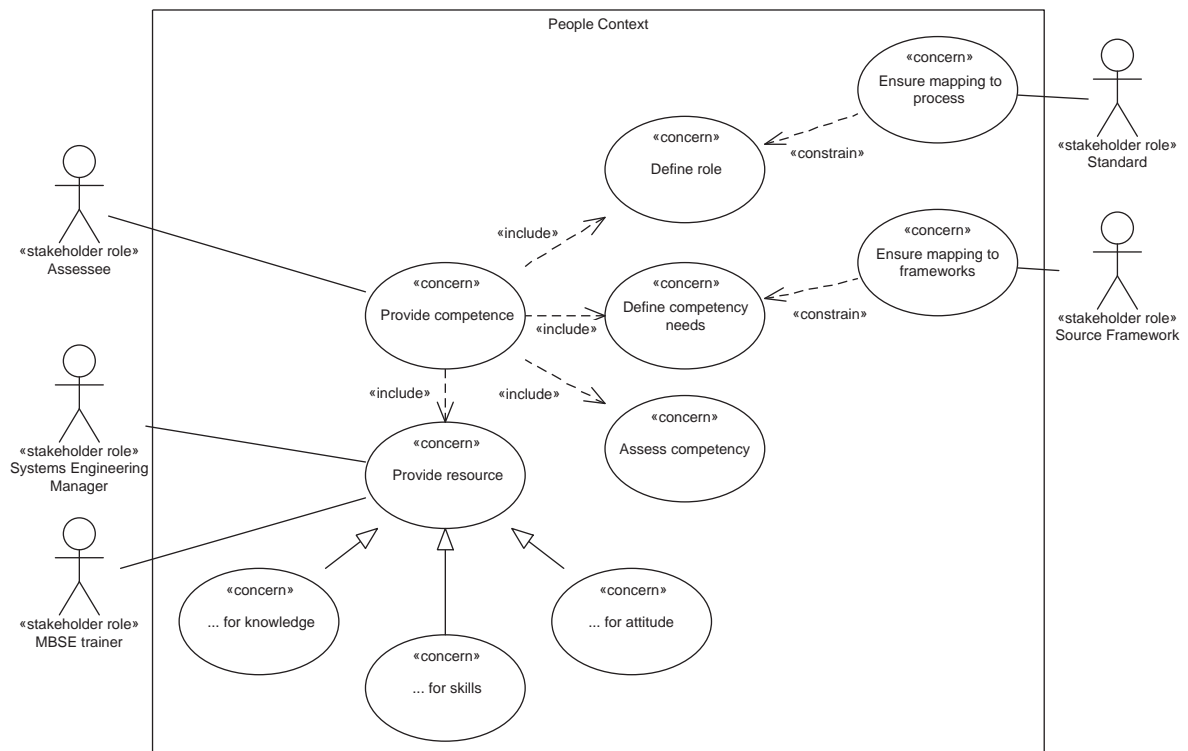 People Context
«concern»
Ensure mapping to
process
«stakeholder role»
Standard
«constrain»
«concern»
Define role
«stakeholder role»
Assessee
«include»
«concern»
Ensure mapping to
frameworks
«stakeholder role»
Source Framework
«constrain»
«concern»
Provide competence
«include»
«concern»
Define competency
needs
«include»
«include»
«concern»
Assess competency
«stakeholder role»
Systems Engineering
Manager
«concern»
Provide resource
«stakeholder role»
MBSE trainer
«concern»
... for knowledge
«concern»
... for skills
«concern»
... for attitude